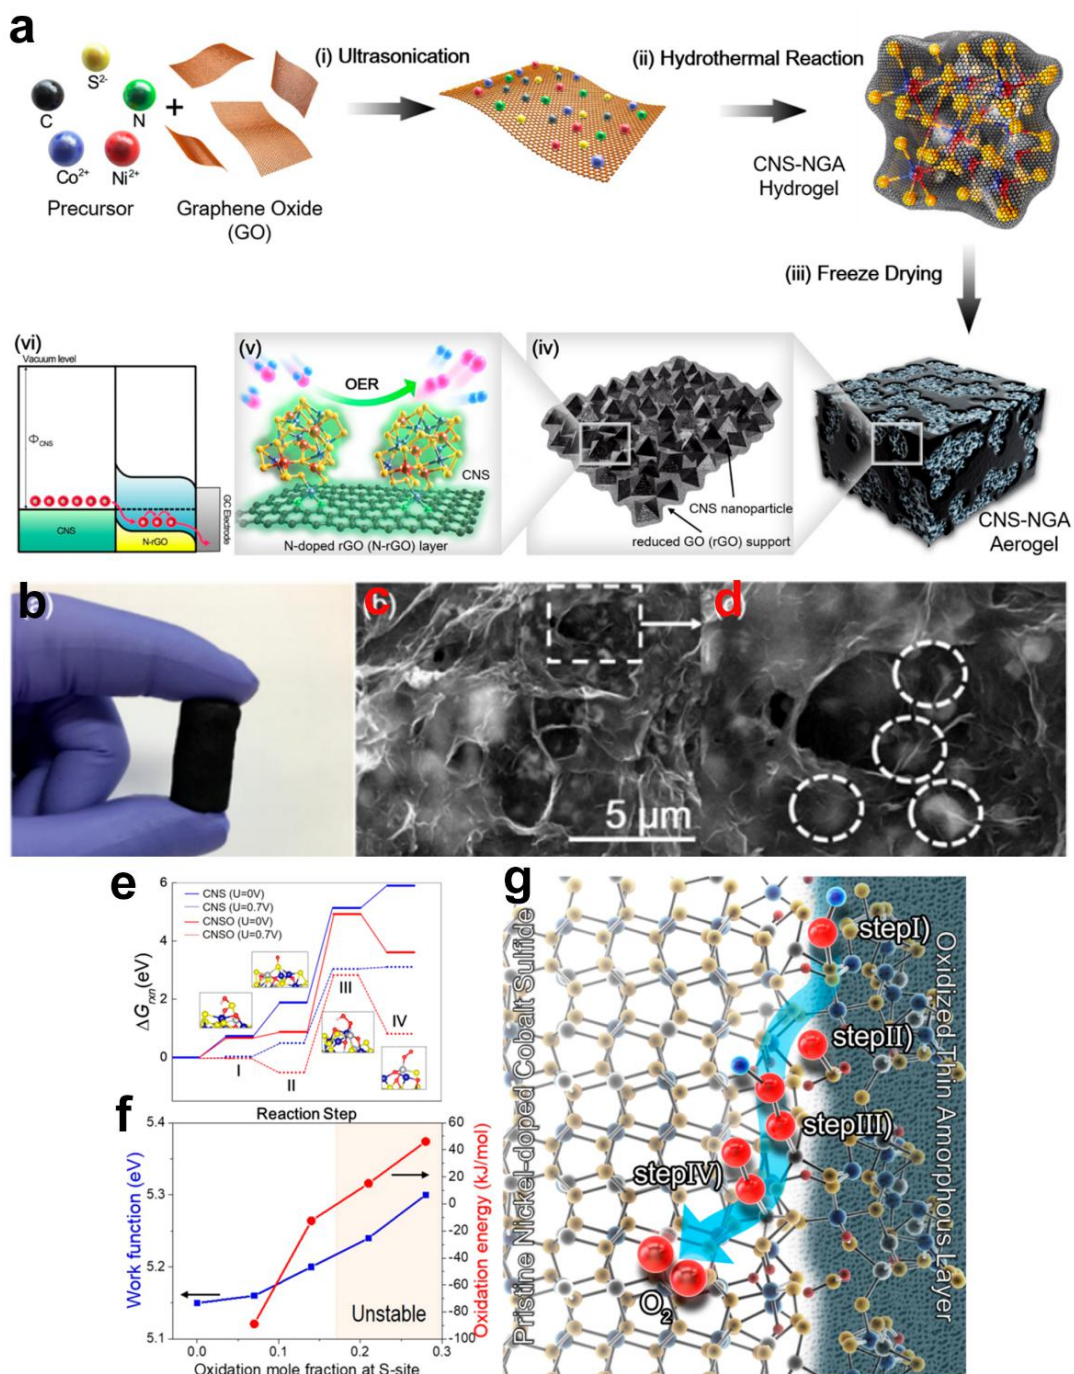 a
S2-
C
N
Co2+
Ni2+
Precursor
+
Graphene Oxide
(GO)
(i) Ultrasonication
(ii) Hydrothermal Reaction
CNS-NGA
Hydrogel
(iii) Freeze Drying
(vi)
Vacuum level
ΦCNS
CNS
N-rGO
GC Electrode
(v)
OER
CNS
N-doped rGO (N-rGO) layer
(iv)
CNS nanoparticle
reduced GO (rGO) support
CNS-NGA
Aerogel
b
c
5 µm
d
e
6
4
2
0
ΔGrxn(eV)
CNS (U=0V)
CNS (U=0.7V)
CNSO (U=0V)
CNSO (U=0.7V)
I
II
III
IV
Reaction Step
f
5.4
5.3
5.2
5.1
Work function (eV)
60
40
20
0
-20
-40
-60
-80
-100
Oxidation energy (kJ/mol)
Unstable
0.0
0.1
0.2
0.3
Oxidation mole fraction at S-site
g
Pristine Nickel-doped Cobalt Sulfide
stepI)
stepII)
stepIII)
stepIV)
O2
Oxidized Thin Amorphous Layer